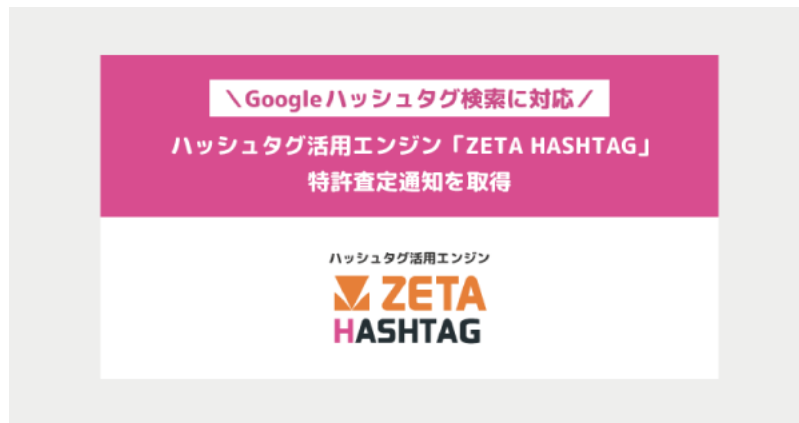 \Googleハッシュタグ検索に対応/
ハッシュタグ活用エンジン「ZETA HASHTAG」
特許査定通知を取得
ハッシュタグ活用エンジン
ZETA
HASHTAG